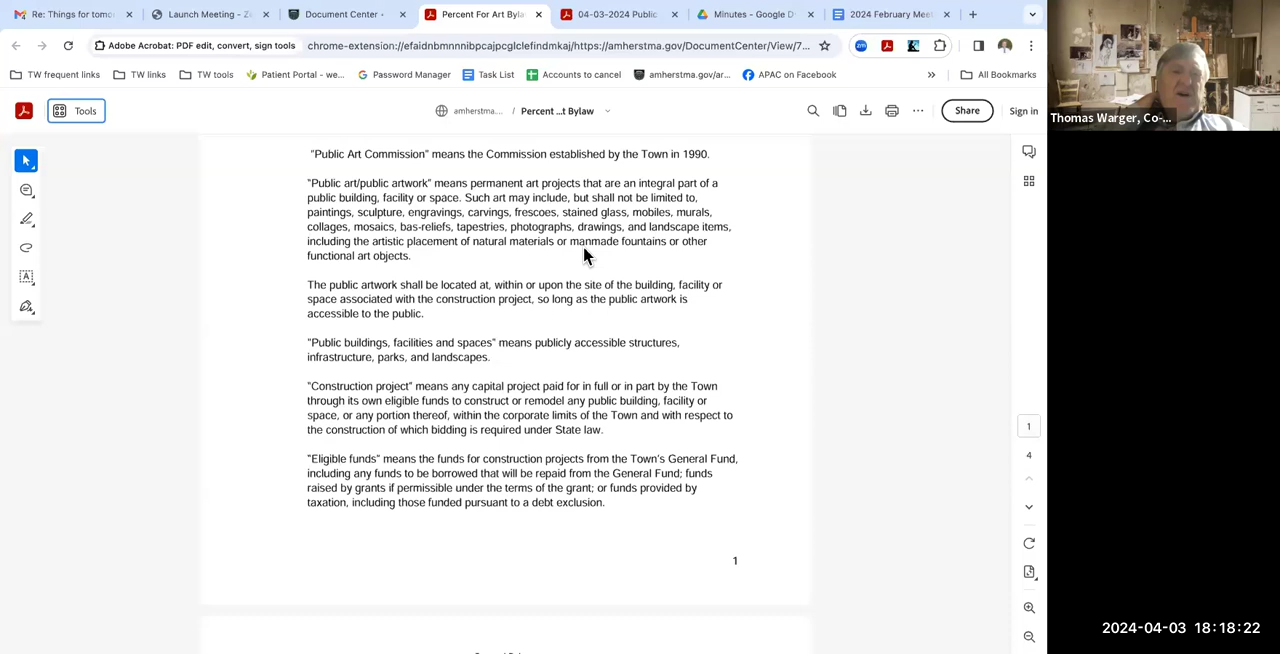 Re: Things for tomo
Launch Meeting - Z
Document Center
Percent For Art Byla
04-03-2024 Public
Minutes - Google D
2024 February Mee
Adobe Acrobat: PDF edit, convert, sign tools
chrome-extension://efaidnbmnnnibpcajpcglclefindmkaj/https://amherstma.gov/DocumentCenter/View/7...
TW frequent links
TW links
TW tools
Patient Portal - we...
Password Manager
Task List
Accounts to cancel
amherstma.gov/ar...
APAC on Facebook
»
All Bookmarks
Tools
amherstma... / Percent ...t Bylaw
Share
Sign in
Thomas Warger, Co-...
"Public Art Commission" means the Commission established by the Town in 1990.
"Public art/public artwork" means permanent art projects that are an integral part of a
public building, facility or space. Such art may include, but shall not be limited to,
paintings, sculpture, engravings, carvings, frescoes, stained glass, mobiles, murals,
collages, mosaics, bas-reliefs, tapestries, photographs, drawings, and landscape items,
including the artistic placement of natural materials or manmade fountains or other
functional art objects.
The public artwork shall be located at, within or upon the site of the building, facility or
space associated with the construction project, so long as the public artwork is
accessible to the public.
"Public buildings, facilities and spaces" means publicly accessible structures,
infrastructure, parks, and landscapes.
"Construction project" means any capital project paid for in full or in part by the Town
through its own eligible funds to construct or remodel any public building, facility or
space, or any portion thereof, within the corporate limits of the Town and with respect to
the construction of which bidding is required under State law.
"Eligible funds" means the funds for construction projects from the Town's General Fund,
including any funds to be borrowed that will be repaid from the General Fund; funds
raised by grants if permissible under the terms of the grant; or funds provided by
taxation, including those funded pursuant to a debt exclusion.
1
1
4
2024-04-03 18:18:22